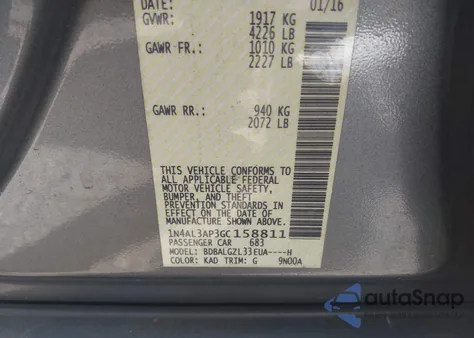 DATE: 01/16
GVWR: 1917 KG
4226 LB
GAWR FR.: 1010 KG
2227 LB
GAWR RR.: 940 KG
2072 LB
THIS VEHICLE CONFORMS TO
ALL APPLICABLE FEDERAL
MOTOR VEHICLE SAFETY,
BUMPER, AND THEFT
PREVENTION STANDARDS
IN EFFECT ON THE DATE OF
MANUFACTURE SHOWN ABOVE.
1N4AL3AP3GC158811
PASSENGER CAR 683
MODEL: BDBALGZL33EUA----H
COLOR: KAD TRIM: G 9N00A
autoSnap